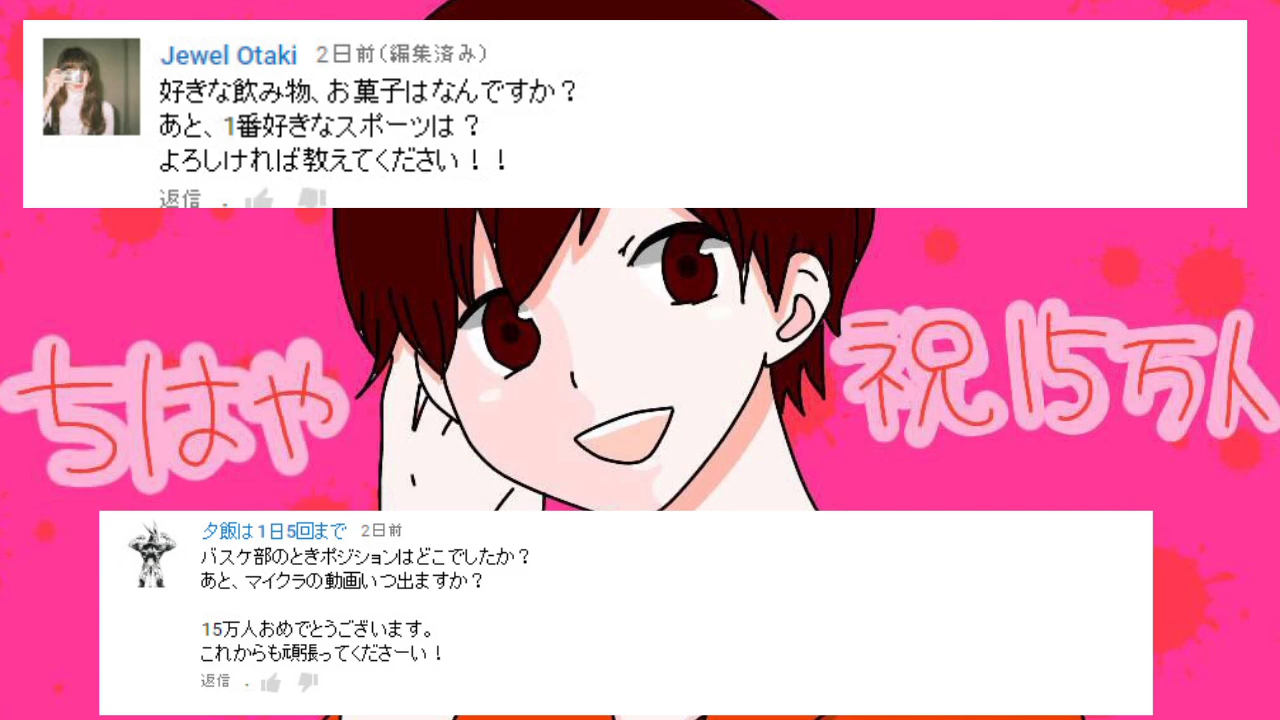 Jewel Otaki 2日前(編集済み)
好きな飲み物、お菓子はなんですか？
あと、1番好きなスポーツは？
よろしければ教えてください！！
返信 .
ちはや
祝15万人
夕飯は1日5回まで 2日前
バスケ部のときポジションはどこでしたか？
あと、マイクラの動画いつ出ますか？
15万人おめでとうございます。
これからも頑張ってくださーい！
返信 .